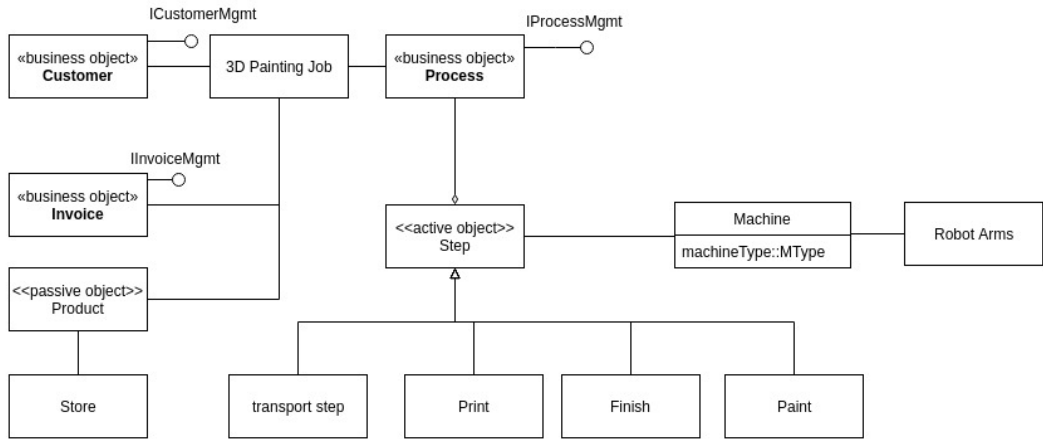 ICustomerMgmt
IProcessMgmt
«business object»
Customer
3D Painting Job
«business object»
Process
IInvoiceMgmt
«business object»
Invoice
<<active object>>
Step
Machine
machineType::MType
Robot Arms
<<passive object>>
Product
Store
transport step
Print
Finish
Paint